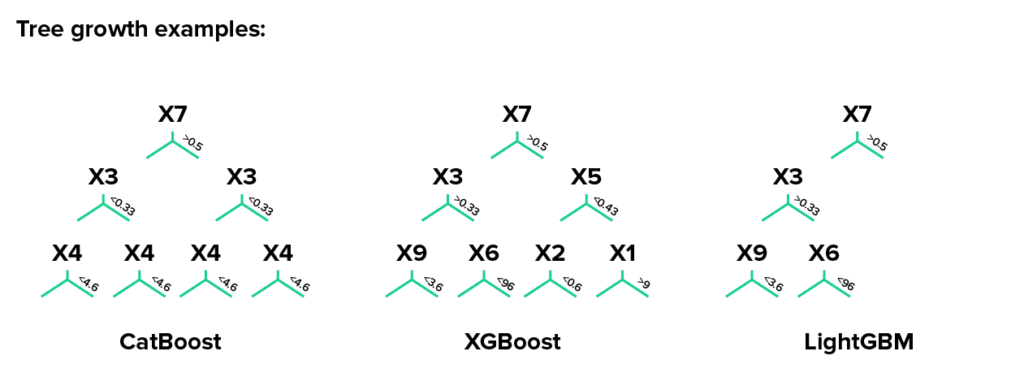 Tree growth examples:
X7 X7 X7
>0.5 >0.5 >0.5
X3 X3 X3 X5 X3
<0.33 <0.33 >0.33 <0.43 >0.33
X4 X4 X4 X4 X9 X6 X2 X1 X9 X6
<4.6 <4.6 <4.6 <4.6 <3.6 <96 <0.6 >9 <3.6 <96
CatBoost XGBoost LightGBM